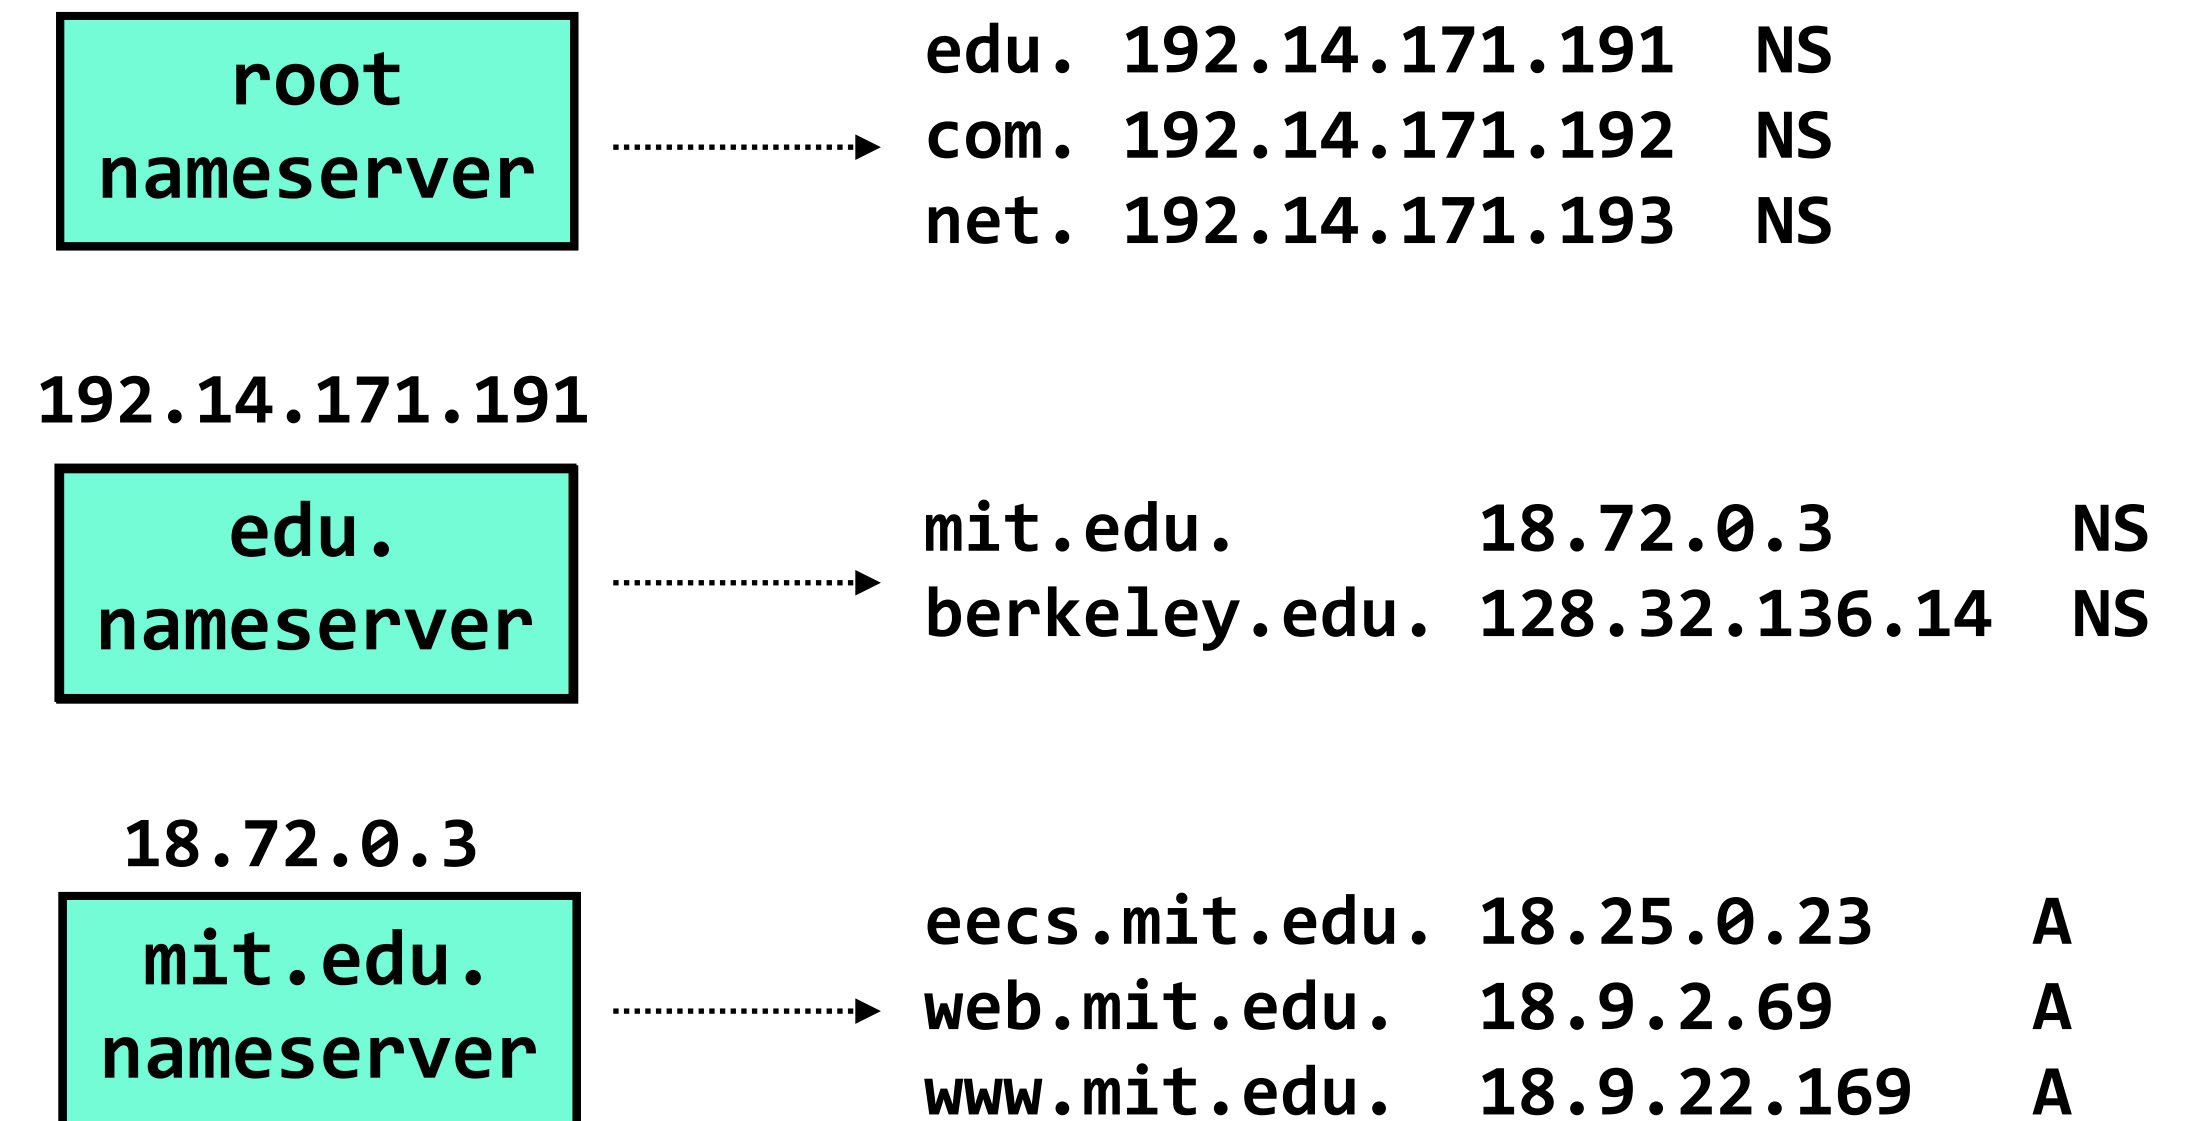 root
nameserver
edu. 192.14.171.191 NS
com. 192.14.171.192 NS
net. 192.14.171.193 NS
192.14.171.191
edu.
nameserver
mit.edu. 18.72.0.3 NS
berkeley.edu. 128.32.136.14 NS
18.72.0.3
mit.edu.
nameserver
eecs.mit.edu. 18.25.0.23 A
web.mit.edu. 18.9.2.69 A
www.mit.edu. 18.9.22.169 A